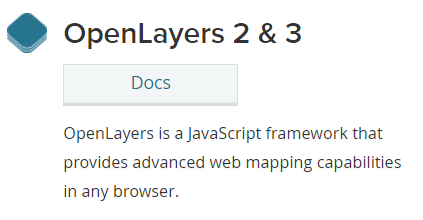 OpenLayers 2 & 3
Docs
OpenLayers is a JavaScript framework that
provides advanced web mapping capabilities
in any browser.